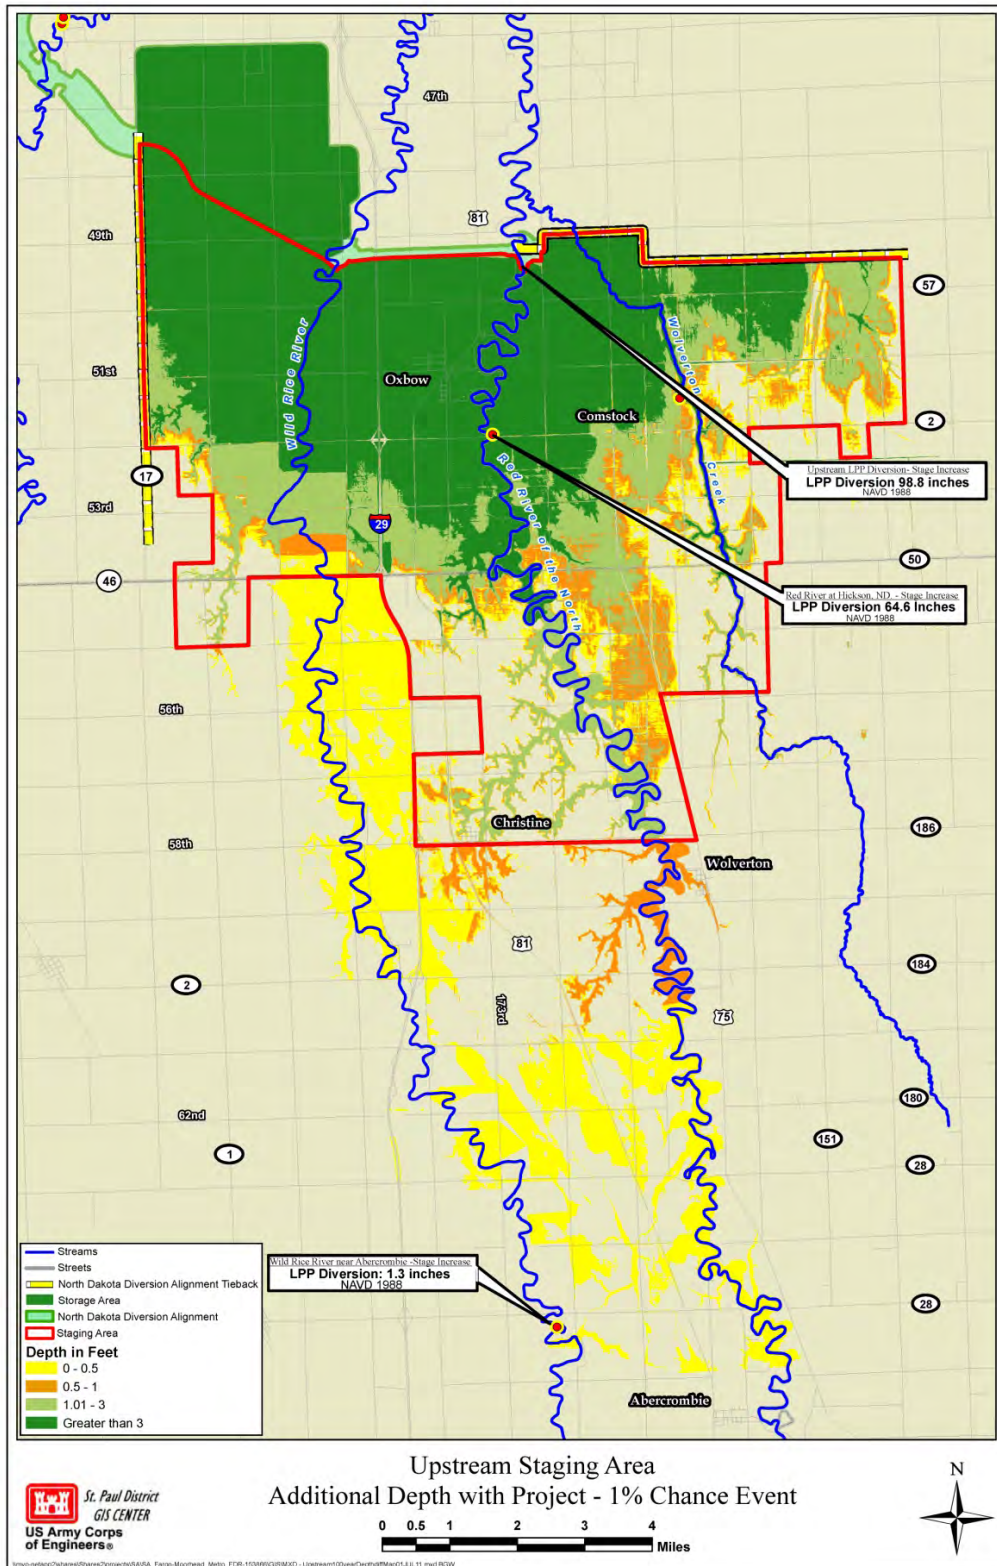 47th
81
49th
57
Wild Rice River
Wolverton
Creek
51st
Oxbow
Comstock
2
Upstream LPP Diversion- Stage Increase
LPP Diversion 98.8 inches
NAVD 1988
17
Red River of the North
53rd
29
50
46
Red River at Hickson, ND. - Stage Increase
LPP Diversion 64.6 Inches
NAVD 1988
56th
Christine
186
58th
Wolverton
81
184
2
173rd
75
180
62nd
151
1
28
Wild Rice River near Abercrombie -Stage Increase
LPP Diversion: 1.3 inches
NAVD 1988
28
Abercrombie
Streams
Streets
North Dakota Diversion Alignment Tieback
Storage Area
North Dakota Diversion Alignment
Staging Area
Depth in Feet
0 - 0.5
0.5 - 1
1.01 - 3
Greater than 3
Upstream Staging Area
Additional Depth with Project - 1% Chance Event
0 0.5 1 2 3 4
Miles
N
St. Paul District
GIS CENTER
US Army Corps
of Engineers®